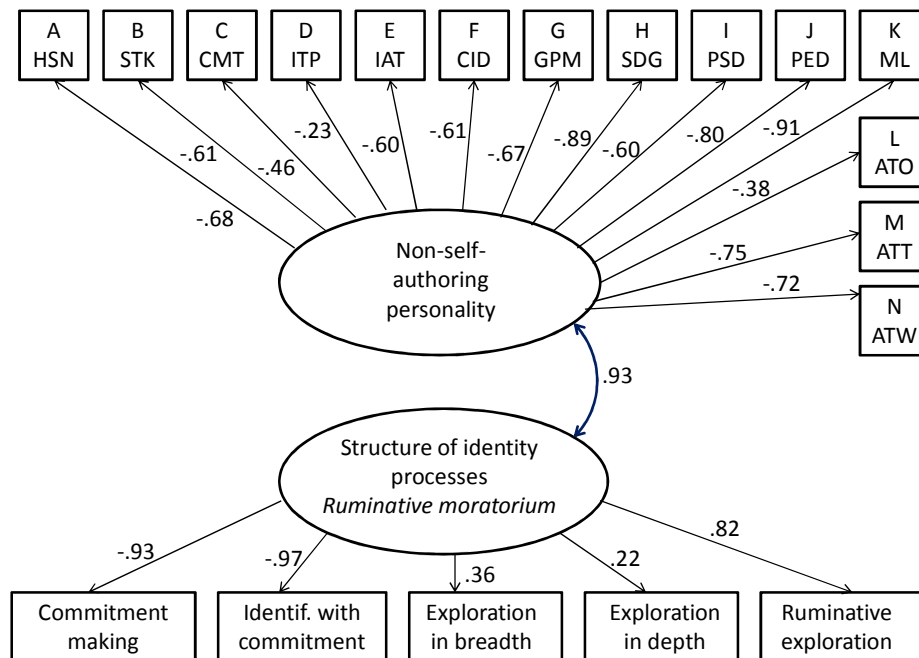 A
HSN
B
STK
C
CMT
D
ITP
E
IAT
F
CID
G
GPM
H
SDG
I
PSD
J
PED
K
ML
L
ATO
M
ATT
N
ATW
-.68
-.61
-.46
-.23
-.60
-.61
-.67
-.89
-.60
-.80
-.91
-.38
-.75
-.72
Non-self-
authoring
personality
.93
Structure of identity
processes
Ruminative moratorium
-.93
-.97
.36
.22
.82
Commitment
making
Identif. with
commitment
Exploration
in breadth
Exploration
in depth
Ruminative
exploration